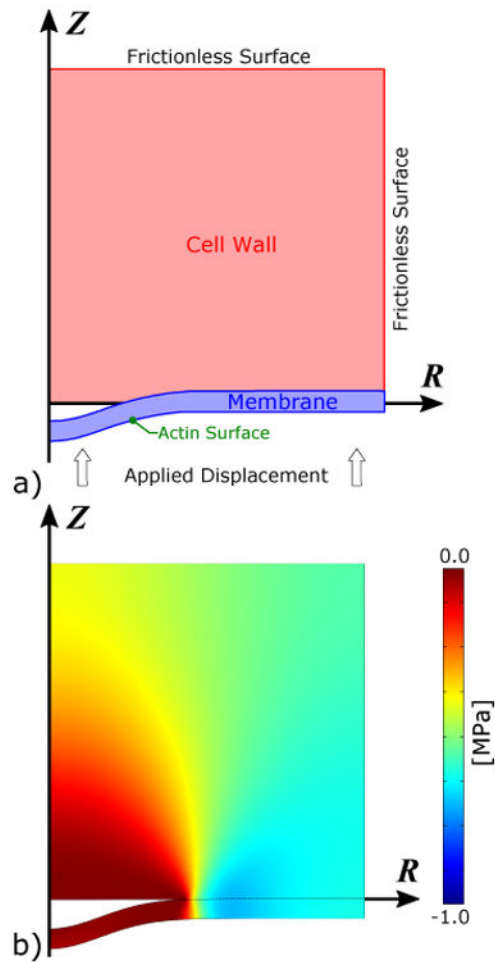 Z
Frictionless Surface
Cell Wall
Frictionless Surface
R
Membrane
Actin Surface
Applied Displacement
a)
Z
0.0
[MPa]
R
-1.0
b)